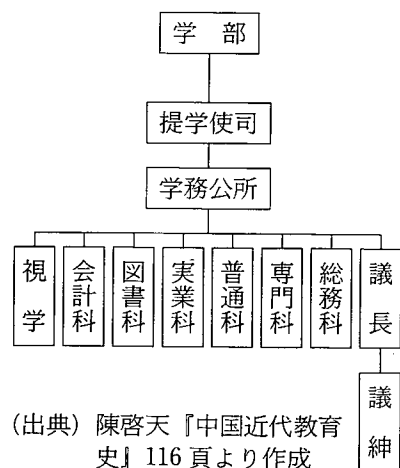 学部
提学使司
学務公所
視学
会計科
図書科
実業科
普通科
専門科
総務科
議長
議紳
(出典) 陳啓天『中国近代教育
史』116頁より作成